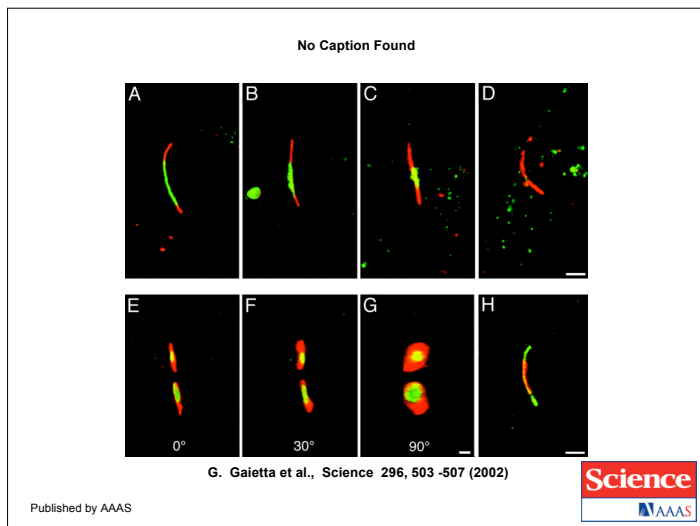 No Caption Found
A
B
C
D
E
F
G
H
0°
30°
90°
G. Gaietta et al., Science 296, 503 -507 (2002)
Published by AAAS
Science
AAAS